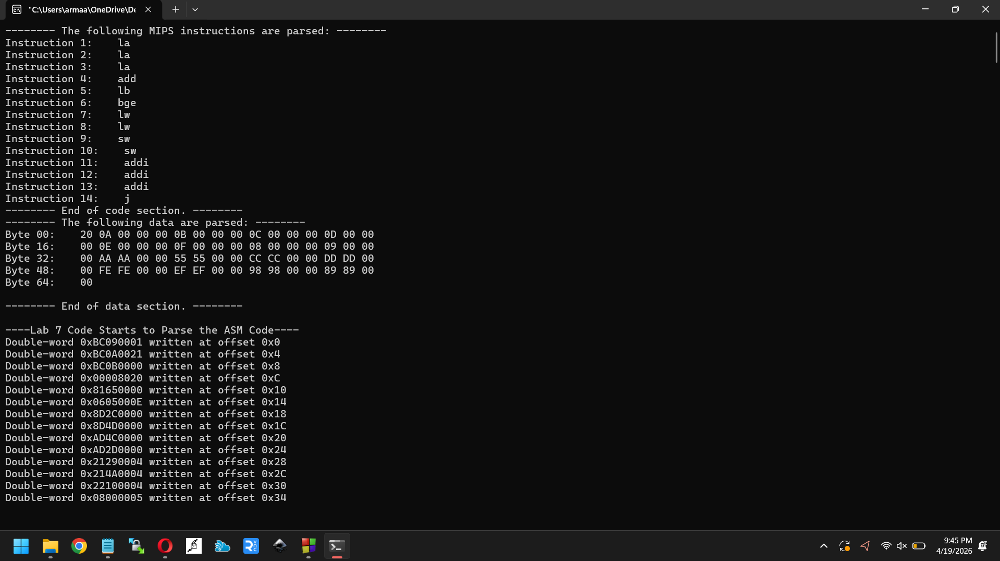 "C:\Users\armaa\OneDrive\De
-------- The following MIPS instructions are parsed: --------
Instruction 1:    la
Instruction 2:    la
Instruction 3:    la
Instruction 4:    add
Instruction 5:    lb
Instruction 6:    bge
Instruction 7:    lw
Instruction 8:    lw
Instruction 9:    sw
Instruction 10:    sw
Instruction 11:    addi
Instruction 12:    addi
Instruction 13:    addi
Instruction 14:    j
-------- End of code section. --------
-------- The following data are parsed: --------
Byte 00:    20 0A 00 00 00 0B 00 00 00 0C 00 00 00 0D 00 00
Byte 16:    00 0E 00 00 00 0F 00 00 00 08 00 00 00 09 00 00
Byte 32:    00 AA AA 00 00 55 55 00 00 CC CC 00 00 DD DD 00
Byte 48:    00 FE FE 00 00 EF EF 00 00 98 98 00 00 89 89 00
Byte 64:    00
-------- End of data section. --------
----Lab 7 Code Starts to Parse the ASM Code----
Double-word 0xBC090001 written at offset 0x0
Double-word 0xBC0A0021 written at offset 0x4
Double-word 0xBC0B0000 written at offset 0x8
Double-word 0x00008020 written at offset 0xC
Double-word 0x81650000 written at offset 0x10
Double-word 0x0605000E written at offset 0x14
Double-word 0x8D2C0000 written at offset 0x18
Double-word 0x8D4D0000 written at offset 0x1C
Double-word 0xAD4C0000 written at offset 0x20
Double-word 0xAD2D0000 written at offset 0x24
Double-word 0x21290004 written at offset 0x28
Double-word 0x214A0004 written at offset 0x2C
Double-word 0x22100004 written at offset 0x30
Double-word 0x08000005 written at offset 0x34
9:45 PM
4/19/2026